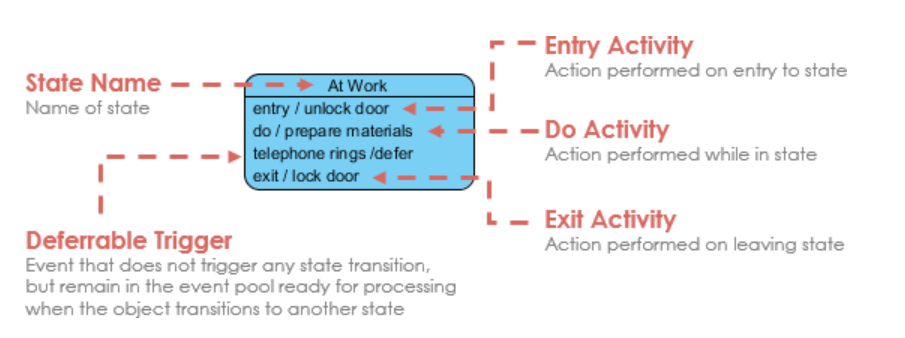 State Name
Name of state
At Work
entry / unlock door
do / prepare materials
telephone rings /defer
exit / lock door
Entry Activity
Action performed on entry to state
Do Activity
Action performed while in state
Exit Activity
Action performed on leaving state
Deferrable Trigger
Event that does not trigger any state transition,
but remain in the event pool ready for processing
when the object transitions to another state